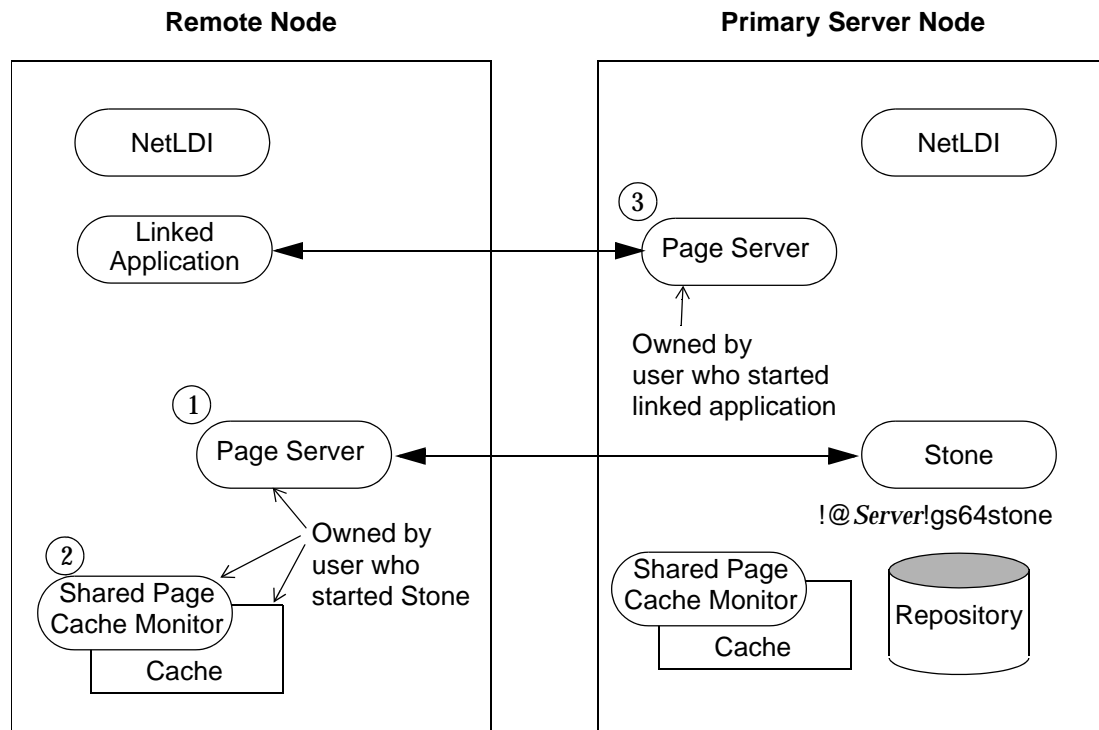 Remote Node
Primary Server Node
NetLDI
NetLDI
3
Linked
Application
Page Server
Owned by
user who started
linked application
1
Page Server
Stone
!@Server!gs64stone
Owned by
user who
started Stone
2
Shared Page
Cache Monitor
Cache
Shared Page
Cache Monitor
Cache
Repository